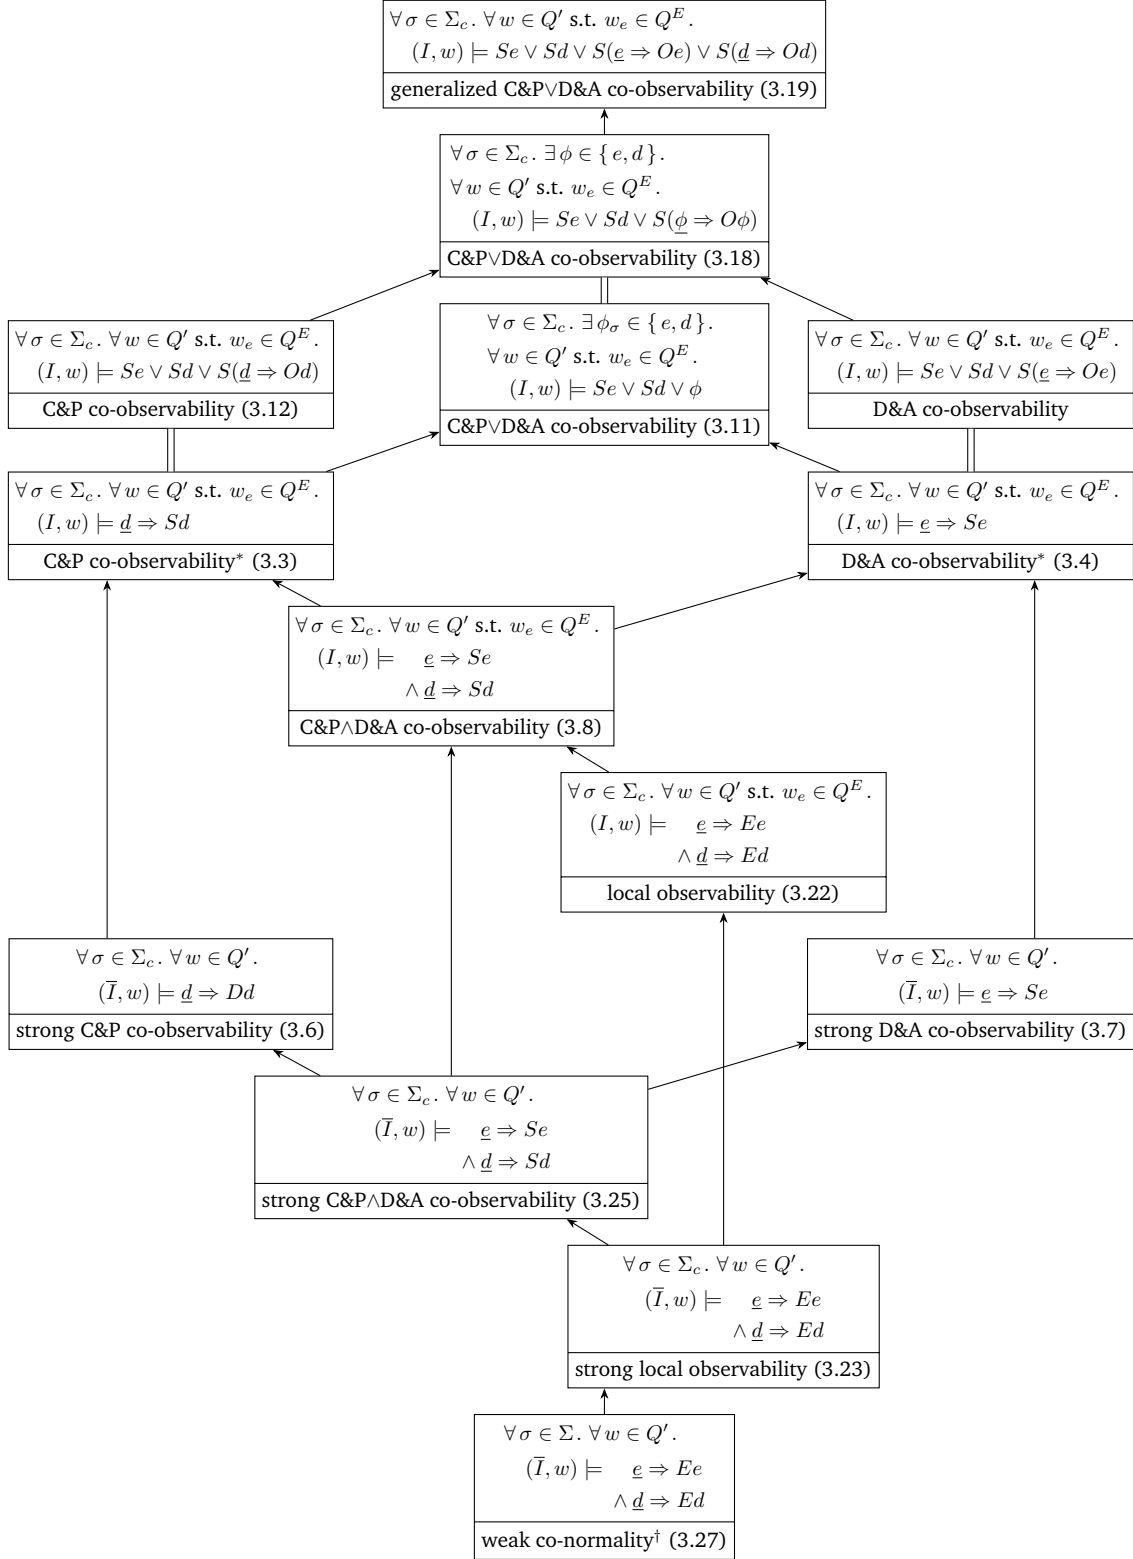 ∀σ ∈ Σ_c. ∀w ∈ Q′ s.t. w_e ∈ Q^E.
(I, w) ⊨ Se ∨ Sd ∨ S(e̲ ⇒ Oe) ∨ S(d̲ ⇒ Od)
generalized C&P∨D&A co-observability (3.19)
∀σ ∈ Σ_c. ∃ϕ ∈ { e, d }.
∀w ∈ Q′ s.t. w_e ∈ Q^E.
(I, w) ⊨ Se ∨ Sd ∨ S(ϕ̲ ⇒ Oϕ)
C&P∨D&A co-observability (3.18)
∀σ ∈ Σ_c. ∀w ∈ Q′ s.t. w_e ∈ Q^E.
(I, w) ⊨ Se ∨ Sd ∨ S(d̲ ⇒ Od)
C&P co-observability (3.12)
∀σ ∈ Σ_c. ∃ϕ_σ ∈ { e, d }.
∀w ∈ Q′ s.t. w_e ∈ Q^E.
(I, w) ⊨ Se ∨ Sd ∨ ϕ
C&P∨D&A co-observability (3.11)
∀σ ∈ Σ_c. ∀w ∈ Q′ s.t. w_e ∈ Q^E.
(I, w) ⊨ Se ∨ Sd ∨ S(e̲ ⇒ Oe)
D&A co-observability
∀σ ∈ Σ_c. ∀w ∈ Q′ s.t. w_e ∈ Q^E.
(I, w) ⊨ d̲ ⇒ Sd
C&P co-observability* (3.3)
∀σ ∈ Σ_c. ∀w ∈ Q′ s.t. w_e ∈ Q^E.
(I, w) ⊨ e̲ ⇒ Se
D&A co-observability* (3.4)
∀σ ∈ Σ_c. ∀w ∈ Q′ s.t. w_e ∈ Q^E.
(I, w) ⊨ e̲ ⇒ Se
∧ d̲ ⇒ Sd
C&P∧D&A co-observability (3.8)
∀σ ∈ Σ_c. ∀w ∈ Q′ s.t. w_e ∈ Q^E.
(I, w) ⊨ e̲ ⇒ Ee
∧ d̲ ⇒ Ed
local observability (3.22)
∀σ ∈ Σ_c. ∀w ∈ Q′.
(I̅, w) ⊨ d̲ ⇒ Dd
strong C&P co-observability (3.6)
∀σ ∈ Σ_c. ∀w ∈ Q′.
(I̅, w) ⊨ e̲ ⇒ Se
strong D&A co-observability (3.7)
∀σ ∈ Σ_c. ∀w ∈ Q′.
(I̅, w) ⊨ e̲ ⇒ Se
∧ d̲ ⇒ Sd
strong C&P∧D&A co-observability (3.25)
∀σ ∈ Σ_c. ∀w ∈ Q′.
(I̅, w) ⊨ e̲ ⇒ Ee
∧ d̲ ⇒ Ed
strong local observability (3.23)
∀σ ∈ Σ. ∀w ∈ Q′.
(I̅, w) ⊨ e̲ ⇒ Ee
∧ d̲ ⇒ Ed
weak co-normality† (3.27)